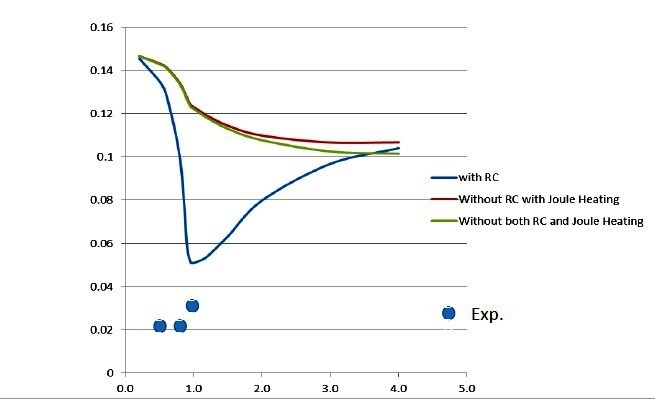 0.16
0.14
0.12
0.1
0.08
0.06
0.04
0.02
0
0.0 1.0 2.0 3.0 4.0 5.0
with RC
Without RC with Joule Heating
Without both RC and Joule Heating
Exp.